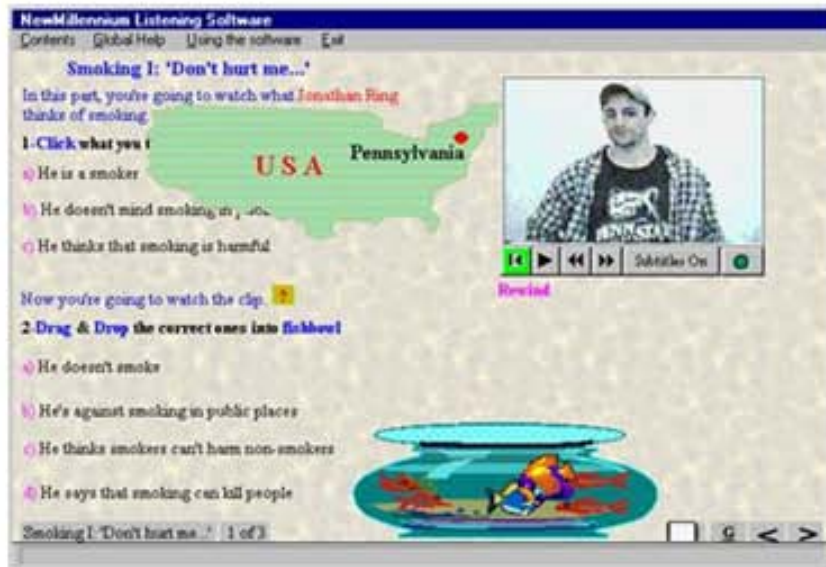 NewMillennium Listening Software
Contents Global Help Using the software Exit
Smoking I: 'Don't hurt me...'
In this part, you're going to watch what Jonathan Ring
thinks of smoking
1-Click what you t
a) He is a smoker
b) He doesn't mind smoking in
c) He thinks that smoking is harmful
USA
Pennsylvania
Subtitles On
Rewind
Now you're going to watch the clip. ?
2-Drag & Drop the correct ones into fishbowl
a) He doesn't smoke
b) He's against smoking in public places
c) He thinks smokers can't harm non-smokers
d) He says that smoking can kill people
Smoking I: 'Don't hurt me...' 1 of 3
G < >